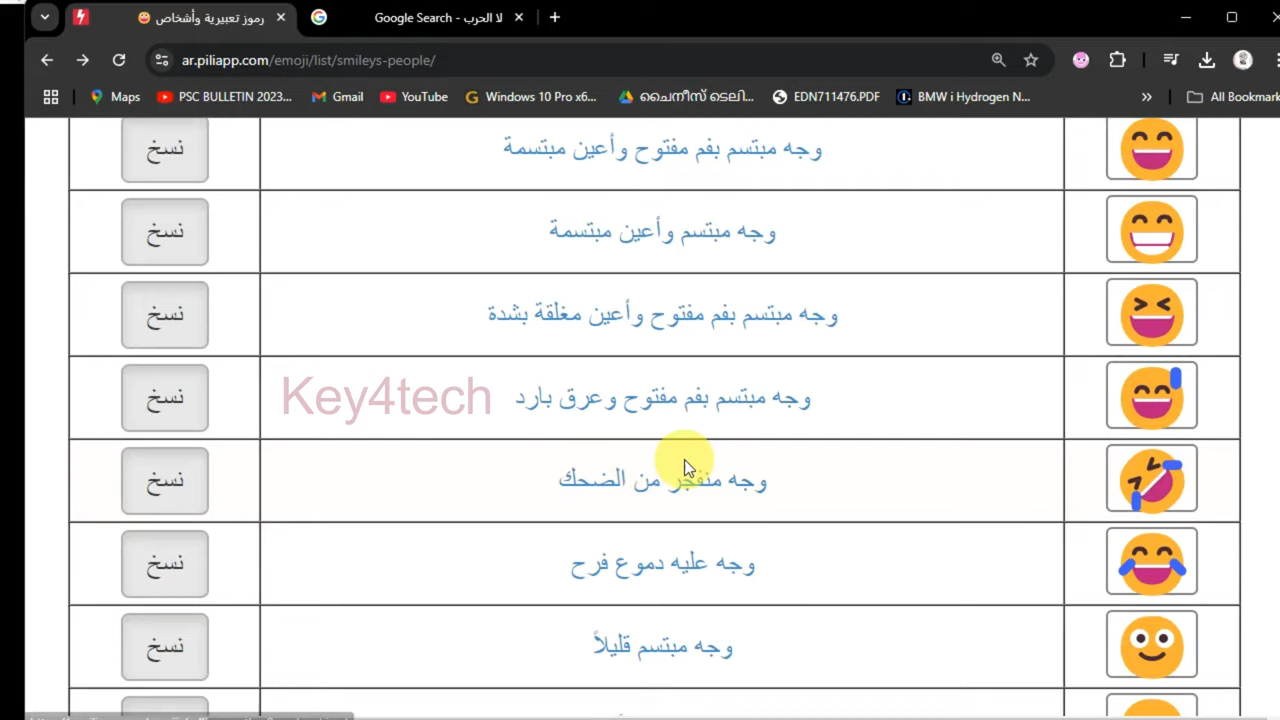 رموز تعبيرية وأشخاص
لا الحرب - Google Search
ar.piliapp.com/emoji/list/smileys-people/
Maps
PSC BULLETIN 2023...
Gmail
YouTube
Windows 10 Pro x6...
ചൈനീസ് ടെലി...
EDN711476.PDF
BMW i Hydrogen N...
»
All Bookmark
وجه مبتسم بفم مفتوح وأعين مبتسمة
نسخ
وجه مبتسم وأعين مبتسمة
نسخ
وجه مبتسم بفم مفتوح وأعين مغلقة بشدة
نسخ
وجه مبتسم بفم مفتوح وعرق بارد
Key4tech
نسخ
وجه منفجر من الضحك
نسخ
وجه عليه دموع فرح
نسخ
وجه مبتسم قليلاً
نسخ